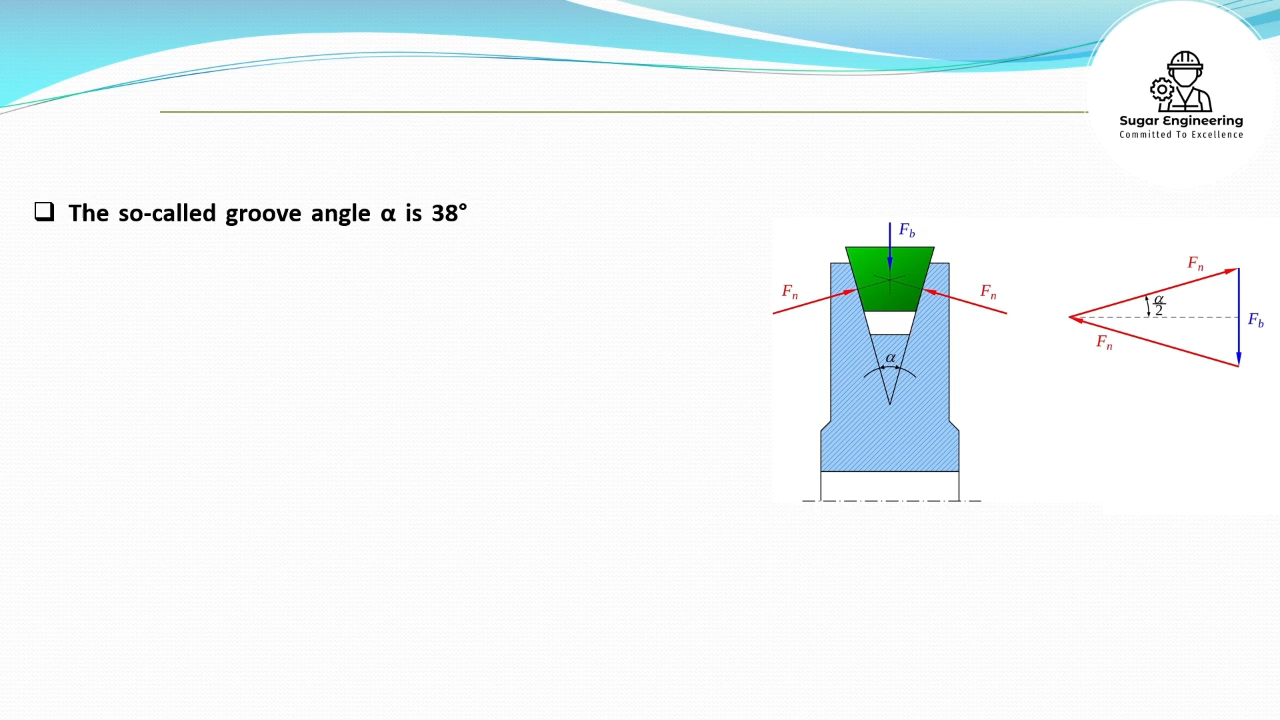 Sugar Engineering
Committed To Excellence
The so-called groove angle α is 38°
Fb
Fn
Fn
α
Fn
α
2
Fb
Fn